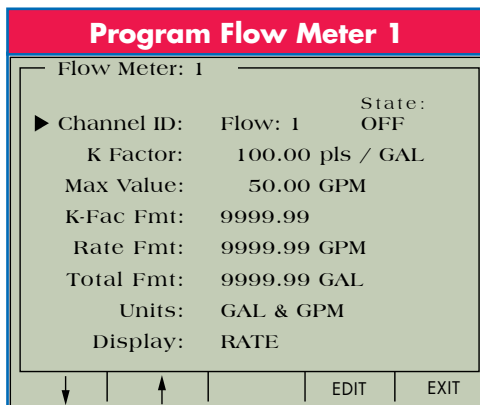 Program Flow Meter 1
Flow Meter: 1
State:
Channel ID: Flow: 1 OFF
K Factor: 100.00 pls / GAL
Max Value: 50.00 GPM
K-Fac Fmt: 9999.99
Rate Fmt: 9999.99 GPM
Total Fmt: 9999.99 GAL
Units: GAL & GPM
Display: RATE
EDIT EXIT